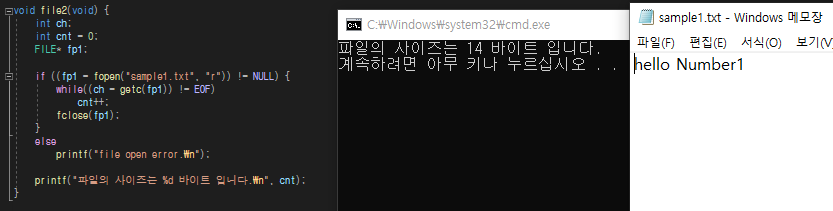 void file2(void) {
int ch;
int cnt = 0;
FILE* fp1;
if ((fp1 = fopen("sample1.txt", "r")) != NULL) {
while((ch = getc(fp1)) != EOF)
cnt++;
fclose(fp1);
}
else
printf("file open error.₩n");
printf("파일의 사이즈는 %d 바이트 입니다.₩n", cnt);
}
C:₩Windows₩system32₩cmd.exe
파일의 사이즈는 14 바이트 입니다.
계속하려면 아무 키나 누르십시오 . .
sample1.txt - Windows 메모장
파일(F) 편집(E) 서식(O) 보기(V)
hello Number1